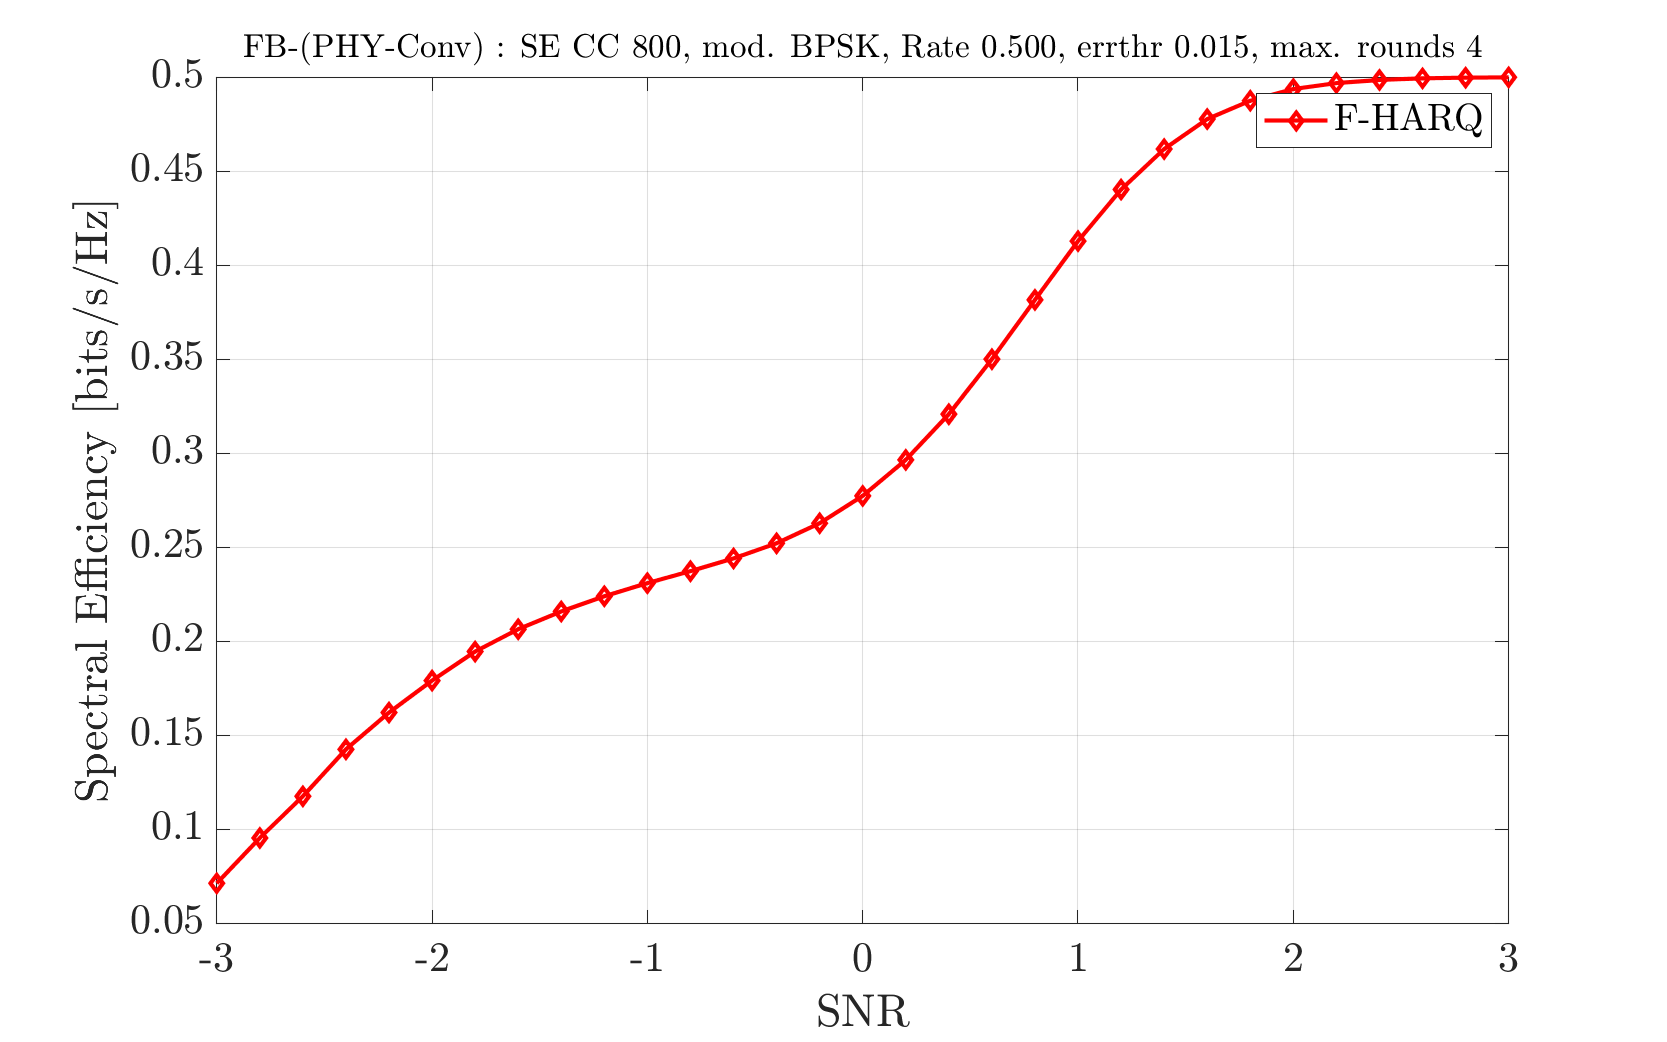 FB-(PHY-Conv) : SE CC 800, mod. BPSK, Rate 0.500, errthr 0.015, max. rounds 4
F-HARQ
Spectral Efficiency [bits/s/Hz]
0.5
0.45
0.4
0.35
0.3
0.25
0.2
0.15
0.1
0.05
-3 -2 -1 0 1 2 3
SNR